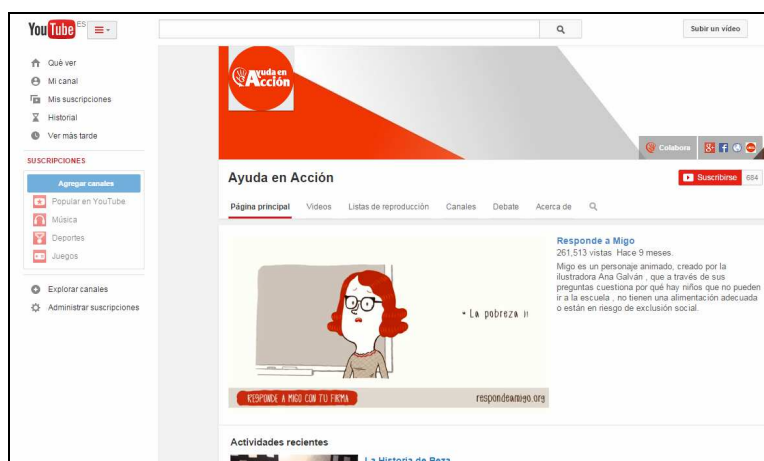 YouTube ES
Subir un vídeo
Qué ver
Mi canal
Mis suscripciones
Historial
Ver más tarde
SUSCRIPCIONES
Agregar canales
Popular en YouTube
Música
Deportes
Juegos
Explorar canales
Administrar suscripciones
Ayuda en
Acción
Colabora
Ayuda en Acción
Suscribirse 684
Página principal Vídeos Listas de reproducción Canales Debate Acerca de
• La pobreza
RESPONDE A MIGO CON TU FIRMA
respondeamigo.org
Responde a Migo
261,513 vistas Hace 9 meses.
Migo es un personaje animado, creado por la
ilustradora Ana Galván , que a través de sus
preguntas cuestiona por qué hay niños que no pueden
ir a la escuela , no tienen una alimentación adecuada
o están en riesgo de exclusión social.
Actividades recientes
La Historia de Reza